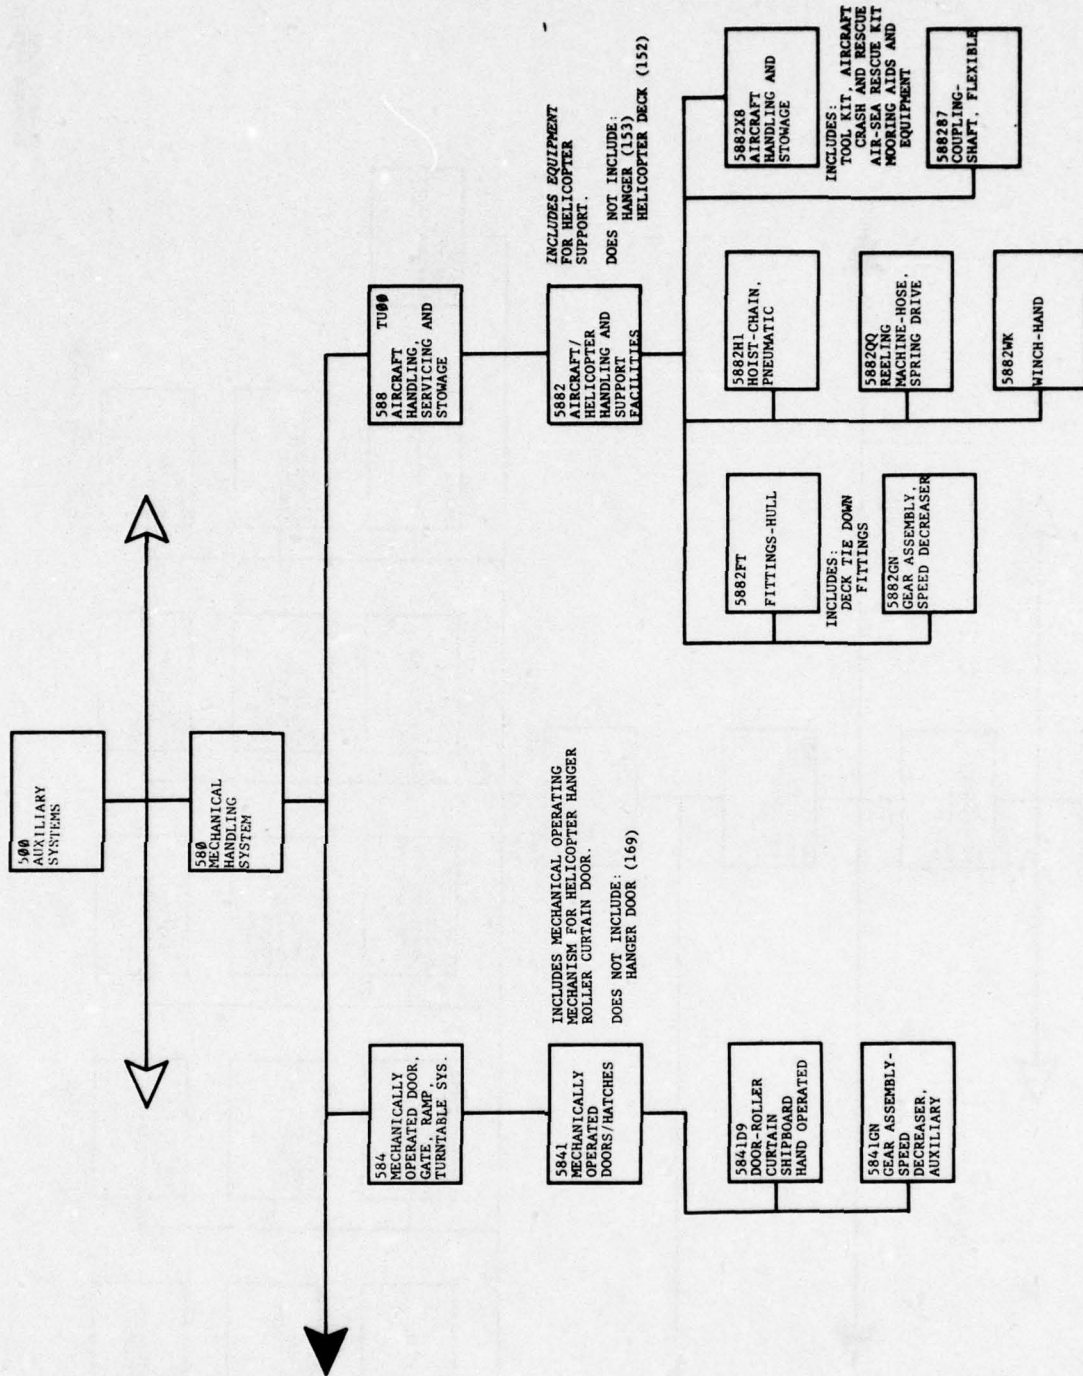 500
AUXILIARY
SYSTEMS
580
MECHANICAL
HANDLING
SYSTEM
584
MECHANICALLY
OPERATED DOOR,
GATE, RAMP,
TURNTABLE SYS.
588 TU00
AIRCRAFT
HANDLING,
SERVICING AND
STOWAGE
5841
MECHANICALLY
OPERATED
DOORS/HATCHES
INCLUDES MECHANICAL OPERATING
MECHANISM FOR HELICOPTER HANGER
ROLLER CURTAIN DOOR.
DOES NOT INCLUDE:
HANGER DOOR (169)
5882
AIRCRAFT/
HELICOPTER
HANDLING AND
SUPPORT
FACILITIES
INCLUDES EQUIPMENT
FOR HELICOPTER
SUPPORT.
DOES NOT INCLUDE:
HANGER (153)
HELICOPTER DECK (152)
5841D9
DOOR-ROLLER
CURTAIN
SHIPBOARD
HAND OPERATED
5841GN
GEAR ASSEMBLY-
SPEED
DECREASER,
AUXILIARY
5882FT
FITTINGS-HULL
INCLUDES:
DECK TIE DOWN
FITTINGS
5882GN
GEAR ASSEMBLY,
SPEED DECREASER
5882H1
HOIST-CHAIN,
PNEUMATIC
5882QQ
REELING
MACHINE-HOSE,
SPRING DRIVE
5882WK
WINCH-HAND
5882X8
AIRCRAFT
HANDLING AND
STOWAGE
INCLUDES:
TOOL KIT, AIRCRAFT
CRASH AND RESCUE
AIR-SEA RESCUE KIT
MOORING AIDS AND
EQUIPMENT
588287
COUPLING-
SHAFT, FLEXIBLE